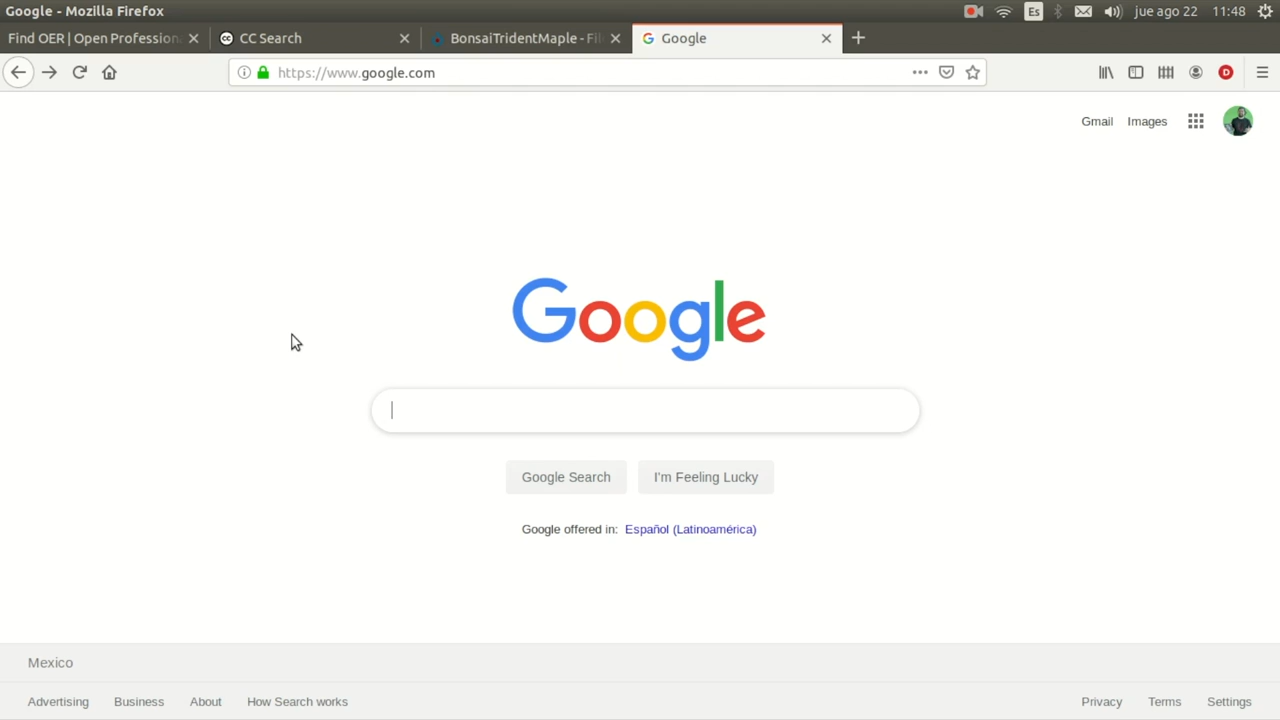 Google - Mozilla Firefox
Es
jue ago 22 11:48
Find OER | Open Profession
CC Search
BonsaiTridentMaple - Fil
Google
https://www.google.com
D
Gmail Images
Google
Google Search I'm Feeling Lucky
Google offered in: Español (Latinoamérica)
Mexico
Advertising Business About How Search works Privacy Terms Settings